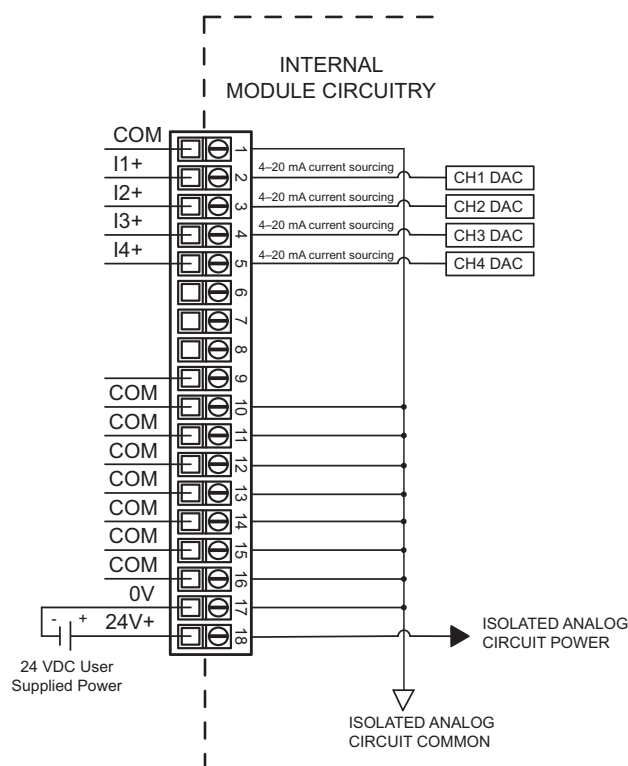 INTERNAL
MODULE CIRCUITRY
COM
1
I1+
2
4–20 mA current sourcing
CH1 DAC
I2+
3
4–20 mA current sourcing
CH2 DAC
I3+
4
4–20 mA current sourcing
CH3 DAC
I4+
5
4–20 mA current sourcing
CH4 DAC
6
7
8
9
COM
10
COM
11
COM
12
COM
13
COM
14
COM
15
COM
16
0V
17
- +
24V+
18
ISOLATED ANALOG
CIRCUIT POWER
24 VDC User
Supplied Power
ISOLATED ANALOG
CIRCUIT COMMON